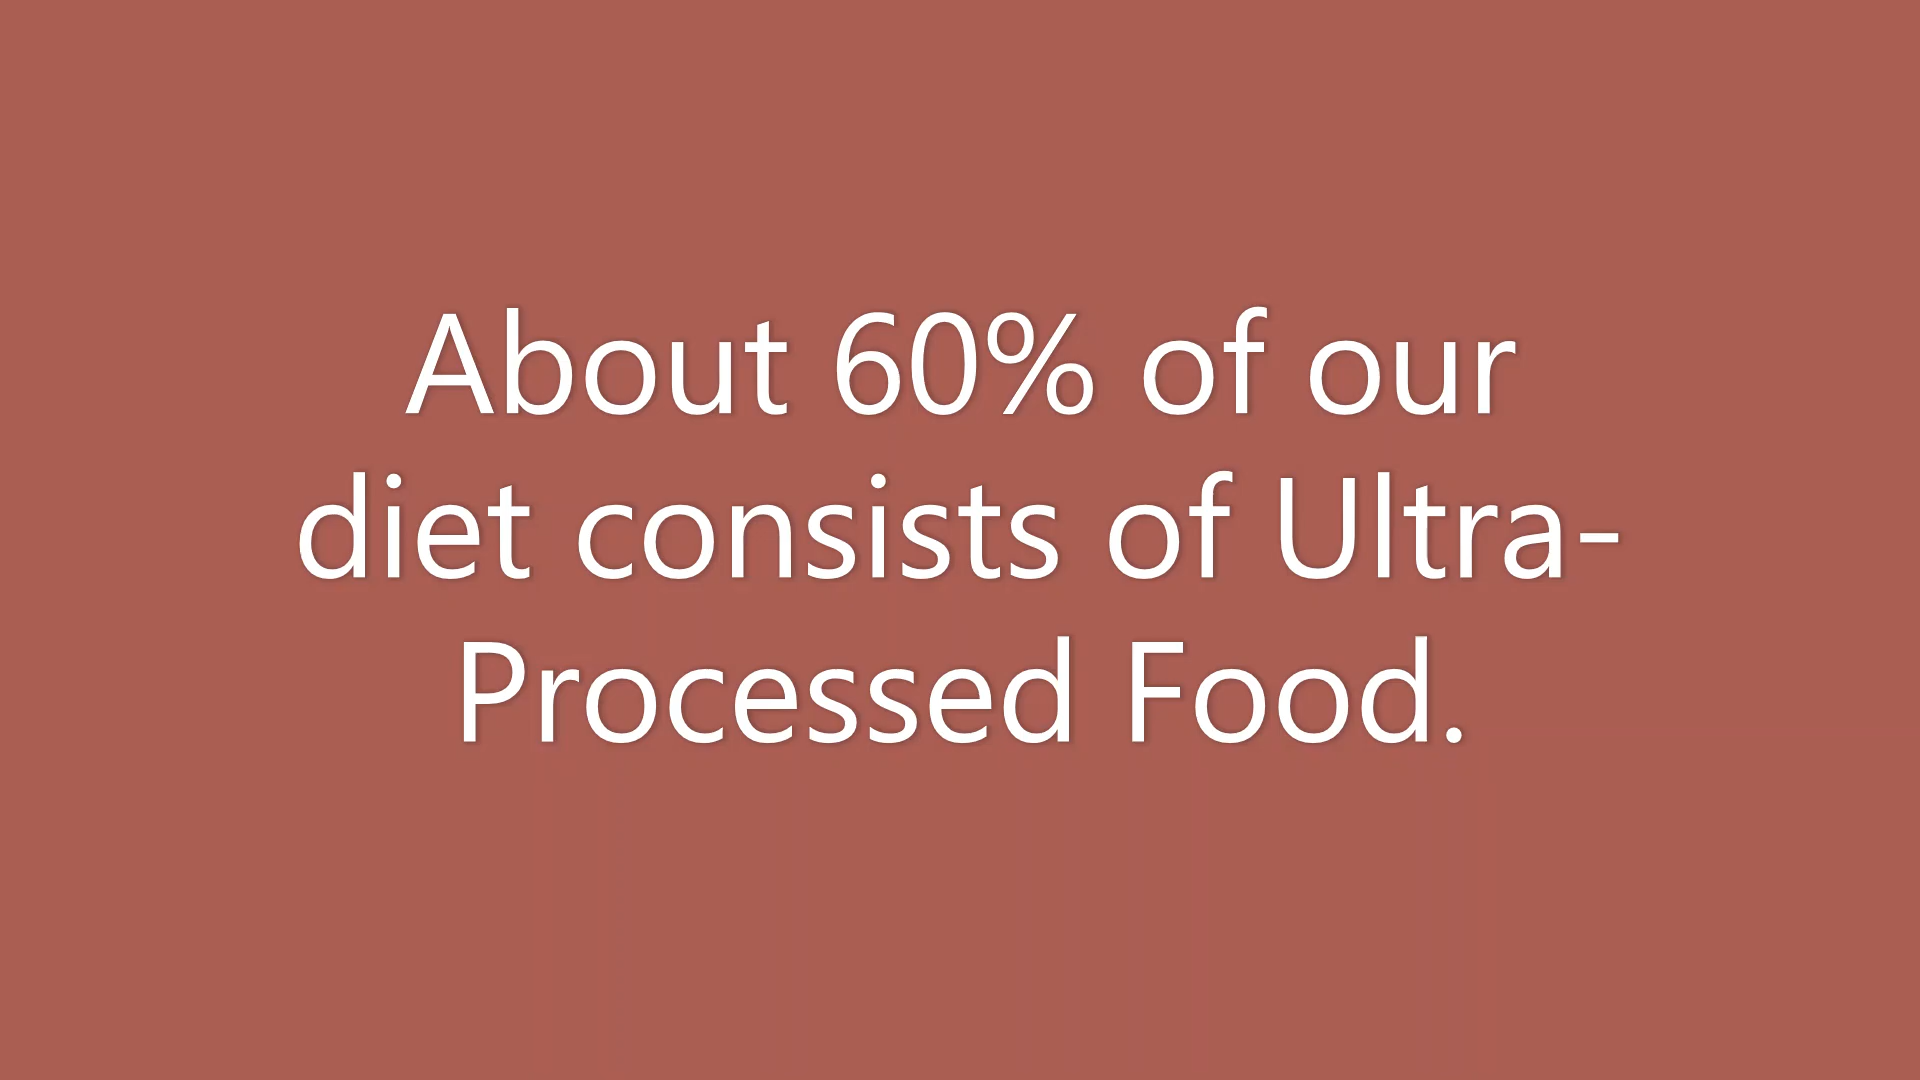 About 60% of our
diet consists of Ultra-
Processed Food.